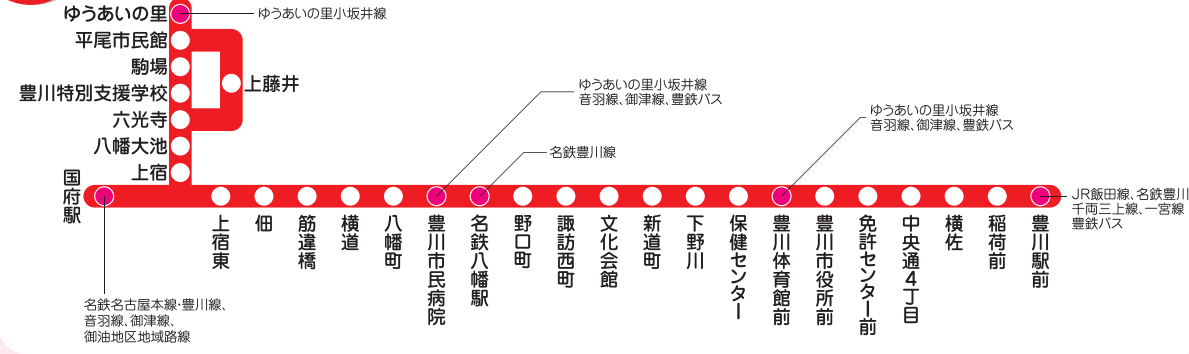 ゆうあいの里
ゆうあいの里小坂井線
平尾市民館
駒場
上藤井
豊川特別支援学校
六光寺
八幡大池
上宿
国府駅
名鉄名古屋本線・豊川線、
音羽線、御津線、
御油地区地域路線
上宿東
佃
筋違橋
横道
八幡町
豊川市民病院
ゆうあいの里小坂井線
音羽線、御津線、豊鉄バス
名鉄八幡駅
名鉄豊川線
野口町
諏訪西町
文化会館
新道町
下野川
保健センター
豊川体育館前
ゆうあいの里小坂井線
音羽線、御津線、豊鉄バス
豊川市役所前
免許センター前
中央通4丁目
横佐
稲荷前
豊川駅前
JR飯田線、名鉄豊川
千両三上線、一宮線
豊鉄バス